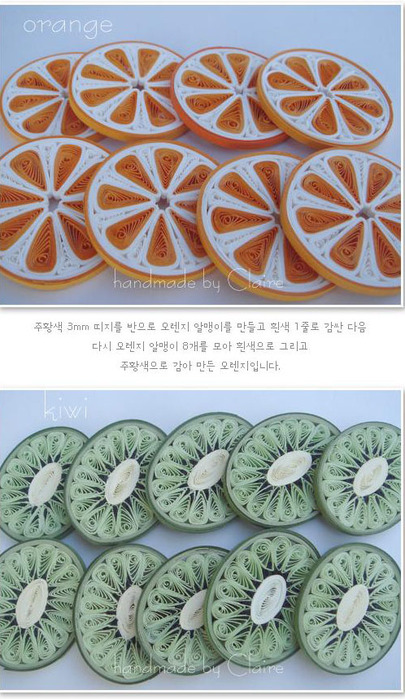 orange
handmade by Claire
주황색 3mm 띠지를 반으로 오렌지 알맹이를 만들고 흰색 1줄로 감싼 다음
다시 오렌지 알맹이 8개를 모아 흰색으로 그리고
주황색으로 감아 만든 오렌지입니다.
kiwi
handmade by Claire